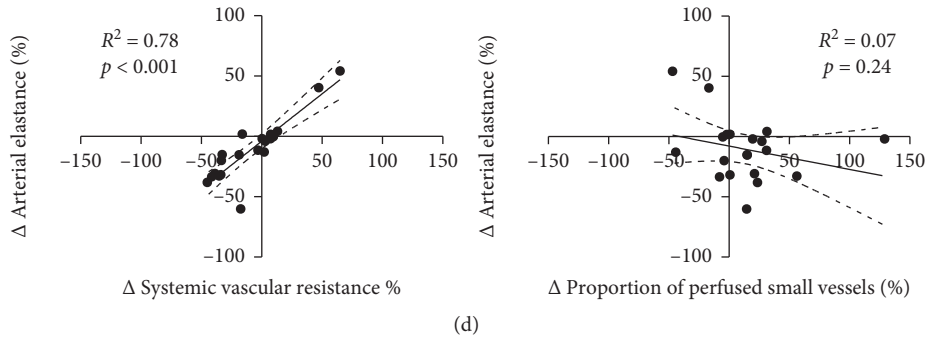 Δ Arterial elastance (%)
R² = 0.78
p < 0.001
100
50
−50
−100
−150
−100
−50
0
50
100
150
Δ Systemic vascular resistance %
Δ Arterial elastance (%)
R² = 0.07
p = 0.24
100
50
−50
−100
−150
−100
−50
0
50
100
150
Δ Proportion of perfused small vessels (%)
(d)